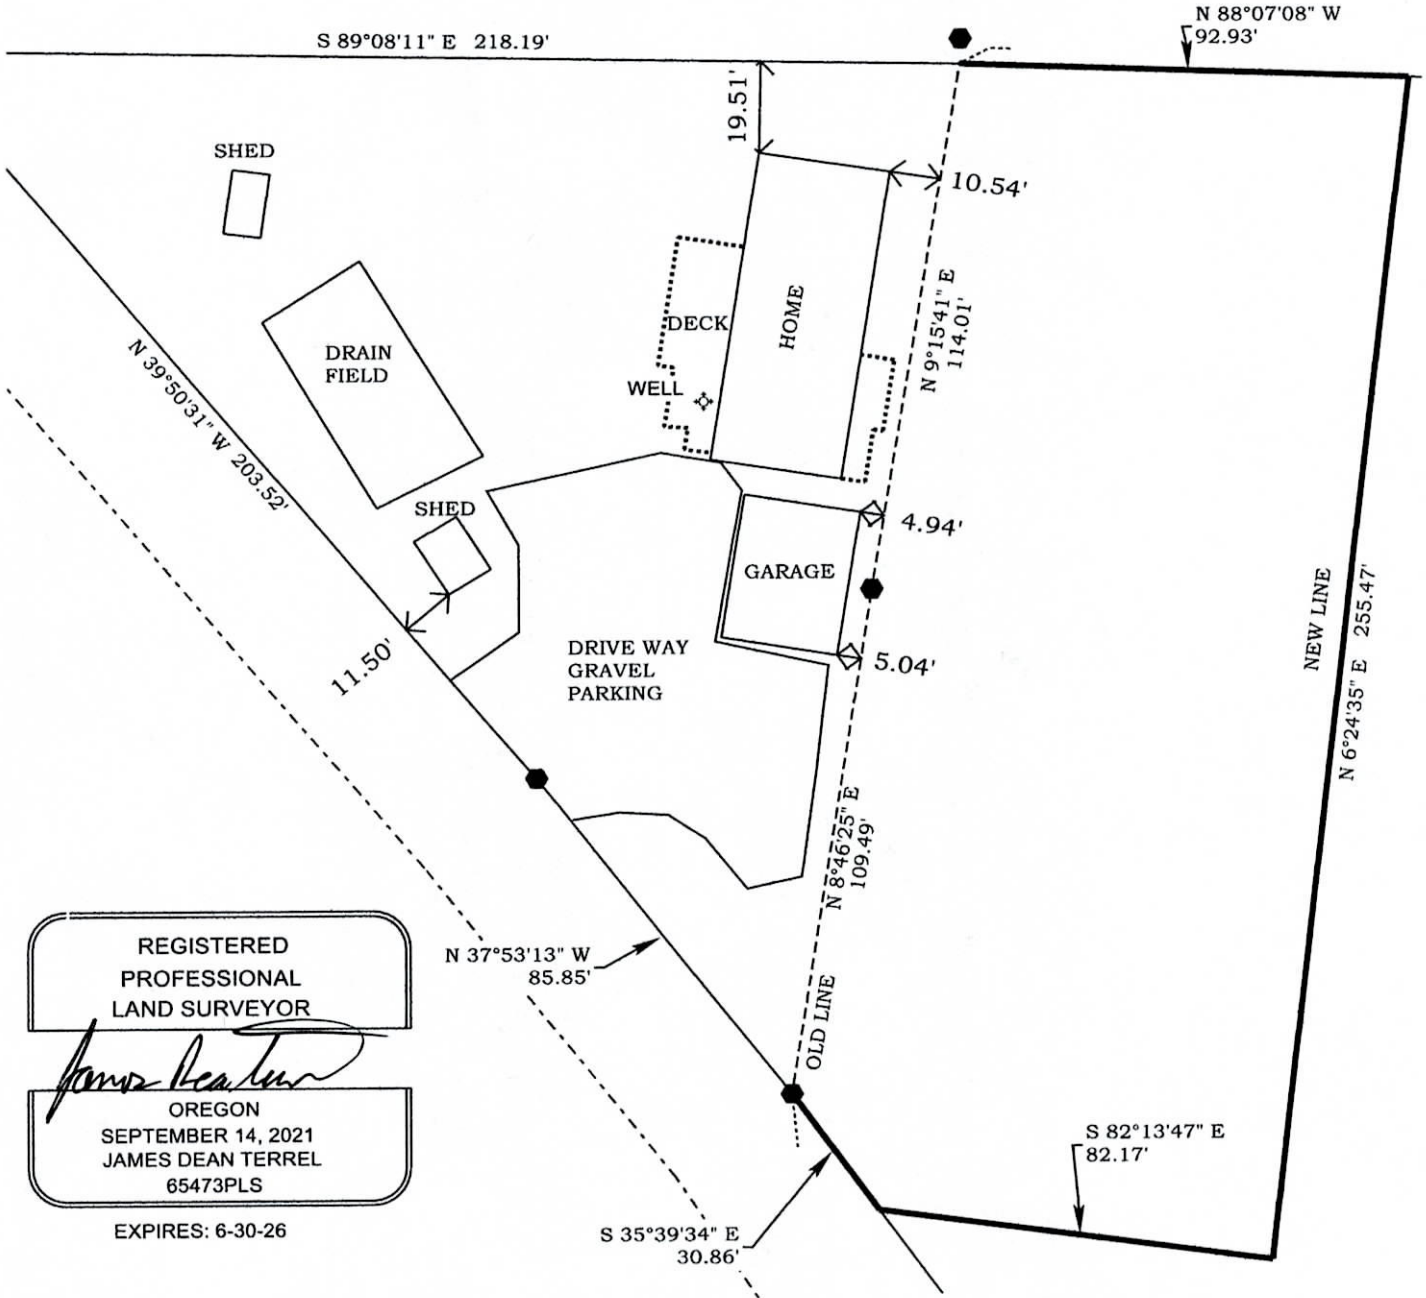 N 88°07'08" W
92.93'
S 89°08'11" E 218.19'
19.51'
SHED
10.54'
N 9°15'41" E
114.01'
HOME
DECK
DRAIN
FIELD
WELL
N 39°50'31" W 203.52'
SHED
4.94'
GARAGE
NEW LINE
N 6°24'35" E 255.47'
DRIVE WAY
GRAVEL
PARKING
5.04'
11.50'
N 8°46'25" E
109.49'
N 37°53'13" W
85.85'
OLD LINE
REGISTERED
PROFESSIONAL
LAND SURVEYOR
OREGON
SEPTEMBER 14, 2021
JAMES DEAN TERREL
65473PLS
EXPIRES: 6-30-26
S 82°13'47" E
82.17'
S 35°39'34" E
30.86'